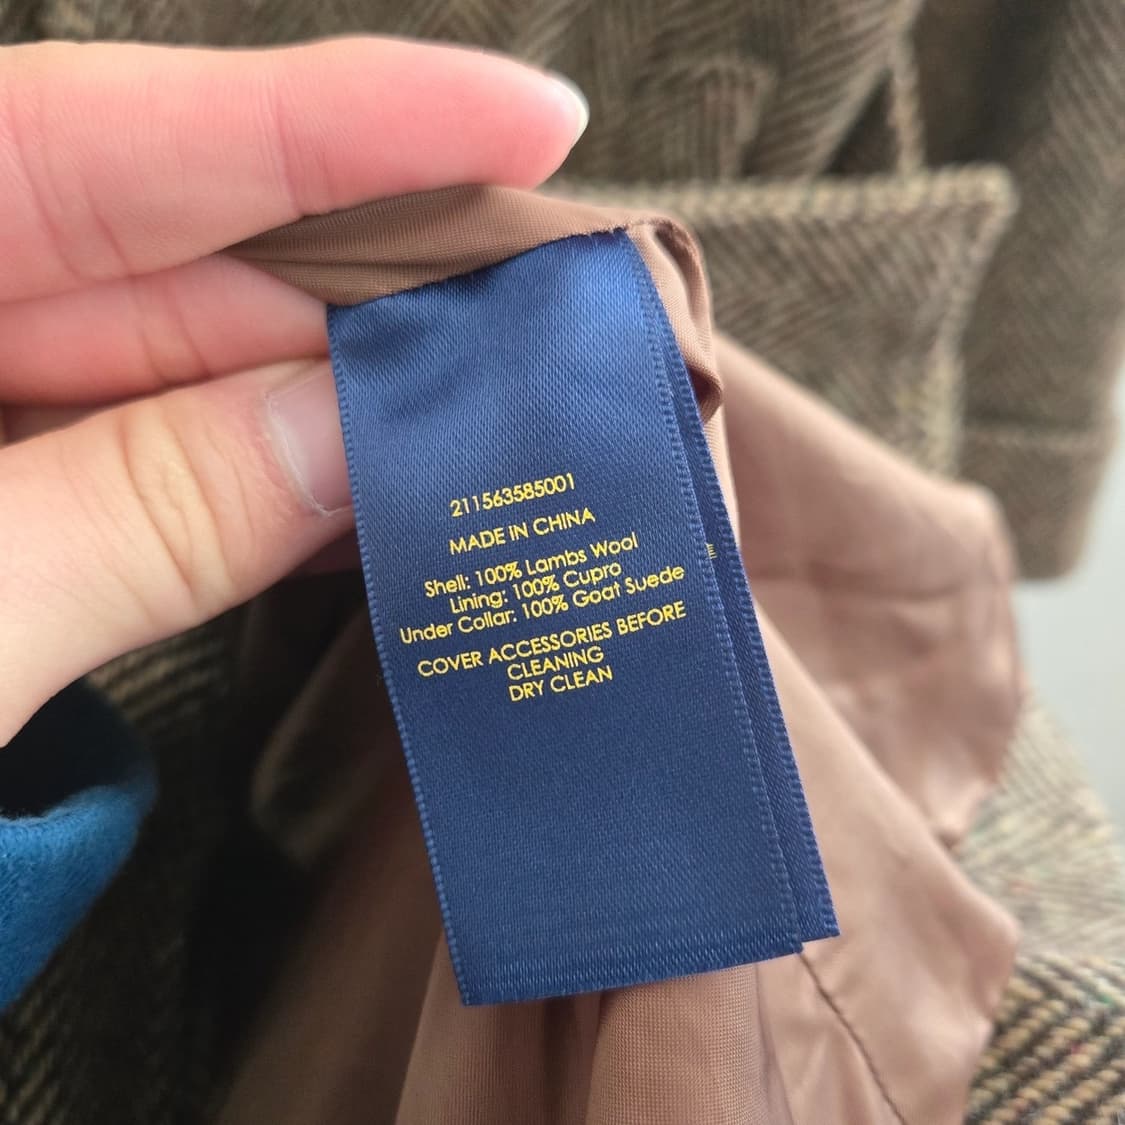 211563585001
MADE IN CHINA
Shell: 100% Lambs Wool
Lining: 100% Cupro
Under Collar: 100% Goat Suede
COVER ACCESSORIES BEFORE
CLEANING
DRY CLEAN